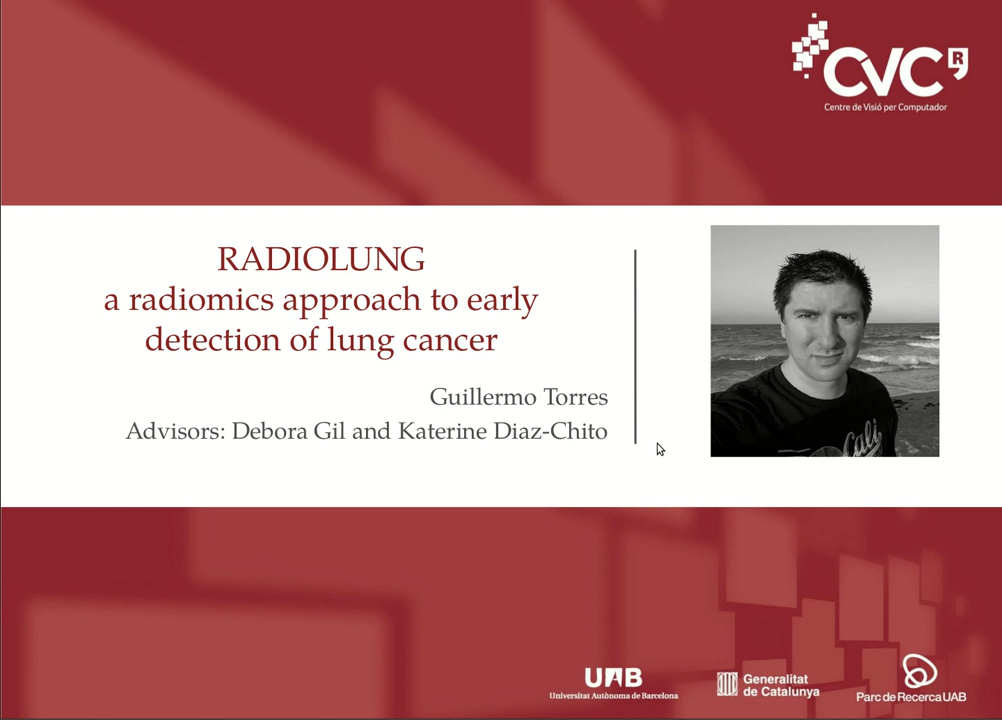 CVC R
Centre de Visió per Computador
RADIOLUNG
a radiomics approach to early
detection of lung cancer
Guillermo Torres
Advisors: Debora Gil and Katerine Diaz-Chito
Cali
UAB
Universitat Autònoma de Barcelona
Generalitat
de Catalunya
Parc de Recerca UAB